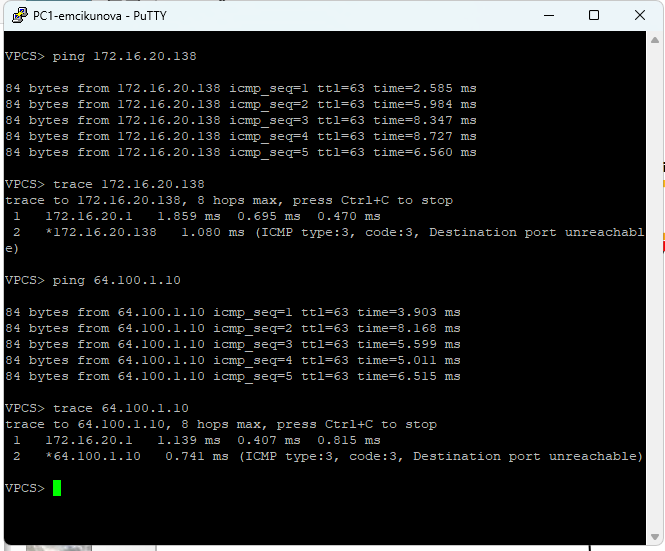 PC1-emcikunova - PuTTY
VPCS> ping 172.16.20.138
84 bytes from 172.16.20.138 icmp_seq=1 ttl=63 time=2.585 ms
84 bytes from 172.16.20.138 icmp_seq=2 ttl=63 time=5.984 ms
84 bytes from 172.16.20.138 icmp_seq=3 ttl=63 time=8.347 ms
84 bytes from 172.16.20.138 icmp_seq=4 ttl=63 time=8.727 ms
84 bytes from 172.16.20.138 icmp_seq=5 ttl=63 time=6.560 ms
VPCS> trace 172.16.20.138
trace to 172.16.20.138, 8 hops max, press Ctrl+C to stop
 1   172.16.20.1   1.859 ms  0.695 ms  0.470 ms
 2   *172.16.20.138   1.080 ms (ICMP type:3, code:3, Destination port unreachabl
e)
VPCS> ping 64.100.1.10
84 bytes from 64.100.1.10 icmp_seq=1 ttl=63 time=3.903 ms
84 bytes from 64.100.1.10 icmp_seq=2 ttl=63 time=8.168 ms
84 bytes from 64.100.1.10 icmp_seq=3 ttl=63 time=5.599 ms
84 bytes from 64.100.1.10 icmp_seq=4 ttl=63 time=5.011 ms
84 bytes from 64.100.1.10 icmp_seq=5 ttl=63 time=6.515 ms
VPCS> trace 64.100.1.10
trace to 64.100.1.10, 8 hops max, press Ctrl+C to stop
 1   172.16.20.1   1.139 ms  0.407 ms  0.815 ms
 2   *64.100.1.10   0.741 ms (ICMP type:3, code:3, Destination port unreachable)
VPCS>